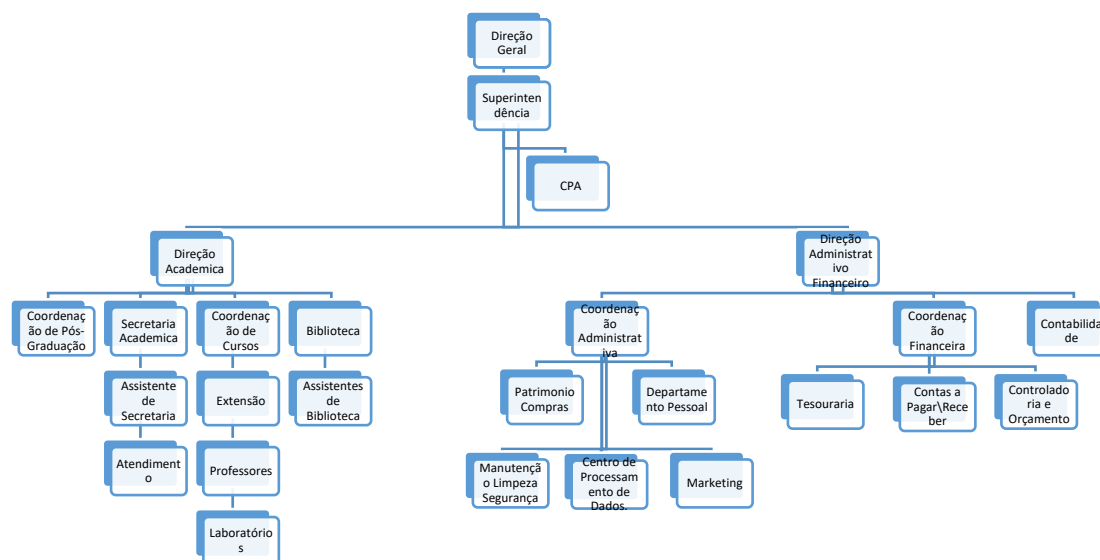 Direção
Geral
Superinten
dência
CPA
Direção
Academica
Direção
Administrat
ivo
Financeiro
Coordenaç
ão de Pós-
Graduação
Secretaria
Academica
Coordenaç
ão de
Cursos
Biblioteca
Coordenaç
ão
Administrat
iva
Coordenaç
ão
Financeira
Contabilida
de
Assistente
de
Secretaria
Extensão
Assistentes
de
Biblioteca
Patrimonio
Compras
Departame
nto Pessoal
Tesouraria
Contas a
Pagar\Rece
ber
Controlado
ria e
Orçamento
Atendiment
o
Professores
Manutençã
o Limpeza
Segurança
Centro de
Processam
ento de
Dados.
Marketing
Laboratório
s